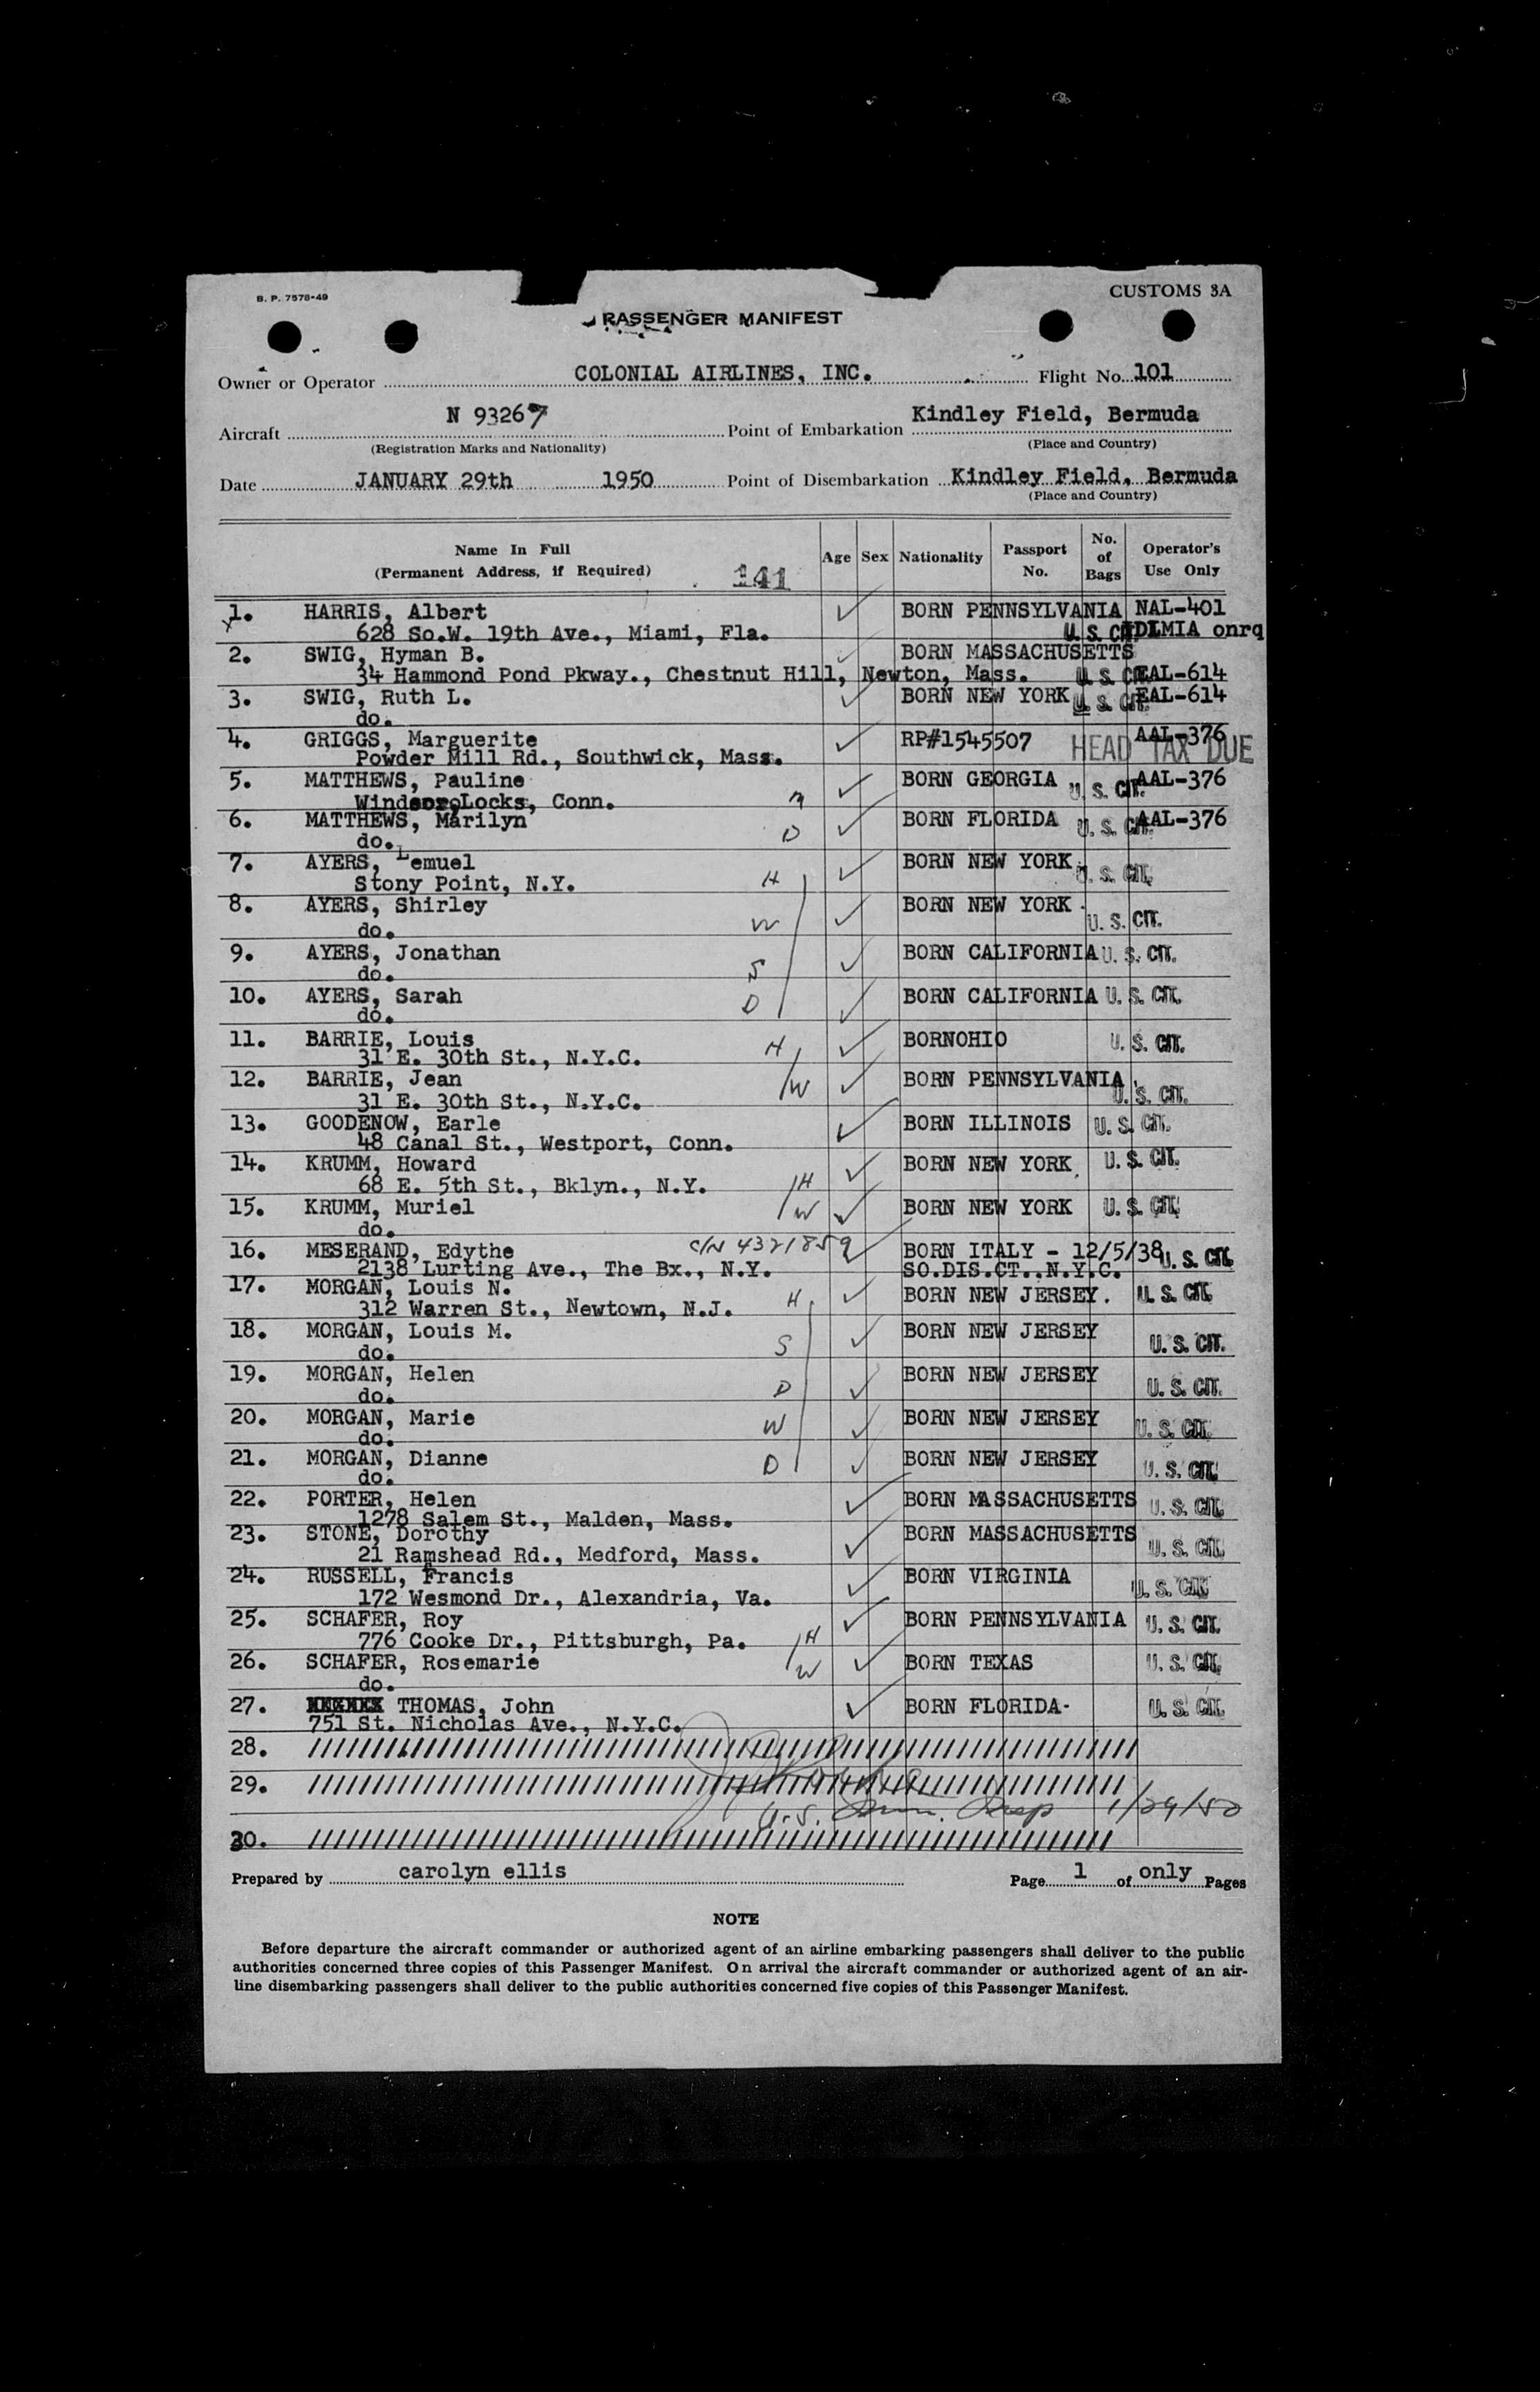 B. P. 7578-49
CUSTOMS 3A
PASSENGER MANIFEST
Owner or Operator COLONIAL AIRLINES, INC. Flight No. 101
Aircraft N 93267 Point of Embarkation Kindley Field, Bermuda
(Registration Marks and Nationality) (Place and Country)
Date JANUARY 29th 1950 Point of Disembarkation Kindley Field, Bermuda
(Place and Country)
Name In Full (Permanent Address, if Required) 141 Age Sex Nationality Passport No. No. of Bags Operator's Use Only
1. HARRIS, Albert BORN PENNSYLVANIA NAL-401
628 So.W. 19th Ave., Miami, Fla. U. S. CIT. DLMIA onrq
2. SWIG, Hyman B. BORN MASSACHUSETTS
34 Hammond Pond Pkway., Chestnut Hill, Newton, Mass. U. S. CIT. EAL-614
3. SWIG, Ruth L. BORN NEW YORK U. S. CIT. EAL-614
do.
4. GRIGGS, Marguerite RP#1545507 AAL-376
Powder Mill Rd., Southwick, Mass. HEAD TAX DUE
5. MATTHEWS, Pauline BORN GEORGIA U. S. CIT. AAL-376
Windsor Locks, Conn. M
6. MATTHEWS, Marilyn D BORN FLORIDA U. S. CIT. AAL-376
do.
7. AYERS, Lemuel BORN NEW YORK U. S. CIT.
Stony Point, N.Y. H
8. AYERS, Shirley BORN NEW YORK
do. W U. S. CIT.
9. AYERS, Jonathan BORN CALIFORNIA U. S. CIT.
do. S
10. AYERS, Sarah BORN CALIFORNIA U. S. CIT.
do. D
11. BARRIE, Louis BORNOHIO U. S. CIT.
31 E. 30th St., N.Y.C. H
12. BARRIE, Jean W BORN PENNSYLVANIA
31 E. 30th St., N.Y.C. U. S. CIT.
13. GOODENOW, Earle BORN ILLINOIS U. S. CIT.
48 Canal St., Westport, Conn.
14. KRUMM, Howard BORN NEW YORK U. S. CIT.
68 E. 5th St., Bklyn., N.Y. H
15. KRUMM, Muriel W BORN NEW YORK U. S. CIT.
do.
16. MESERAND, Edythe C/N 4321859 BORN ITALY - 12/5/38 U. S. CIT.
2138 Lurting Ave., The Bx., N.Y. SO.DIS.CT..N.Y.C.
17. MORGAN, Louis N. BORN NEW JERSEY. U. S. CIT.
312 Warren St., Newtown, N.J. H
18. MORGAN, Louis M. BORN NEW JERSEY
do. S U. S. CIT.
19. MORGAN, Helen BORN NEW JERSEY
do. D U. S. CIT.
20. MORGAN, Marie W BORN NEW JERSEY
do. U. S. CIT.
21. MORGAN, Dianne D BORN NEW JERSEY
do. U. S. CIT.
22. PORTER, Helen BORN MASSACHUSETTS U. S. CIT.
1278 Salem St., Malden, Mass.
23. STONE, Dorothy BORN MASSACHUSETTS
21 Ramshead Rd., Medford, Mass. U. S. CIT.
24. RUSSELL, Francis BORN VIRGINIA
172 Wesmond Dr., Alexandria, Va. U. S. CIT.
25. SCHAFER, Roy BORN PENNSYLVANIA U. S. CIT.
776 Cooke Dr., Pittsburgh, Pa. H
26. SCHAFER, Rosemarie W BORN TEXAS U. S. CIT.
do.
27. THOMAS, John BORN FLORIDA- U. S. CIT.
751 St. Nicholas Ave., N.Y.C.
28.
29.
U.S. Imm. Insp 1/29/50
30.
Prepared by carolyn ellis Page 1 of only Pages
NOTE
Before departure the aircraft commander or authorized agent of an airline embarking passengers shall deliver to the public
authorities concerned three copies of this Passenger Manifest. On arrival the aircraft commander or authorized agent of an air-
line disembarking passengers shall deliver to the public authorities concerned five copies of this Passenger Manifest.